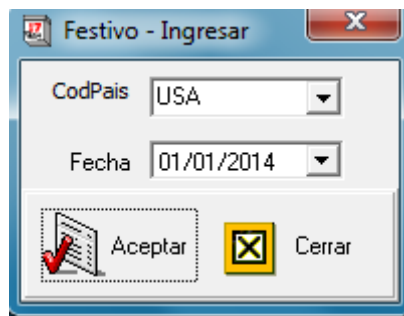 Festivo - Ingresar
CodPais USA
Fecha 01/01/2014
Aceptar Cerrar